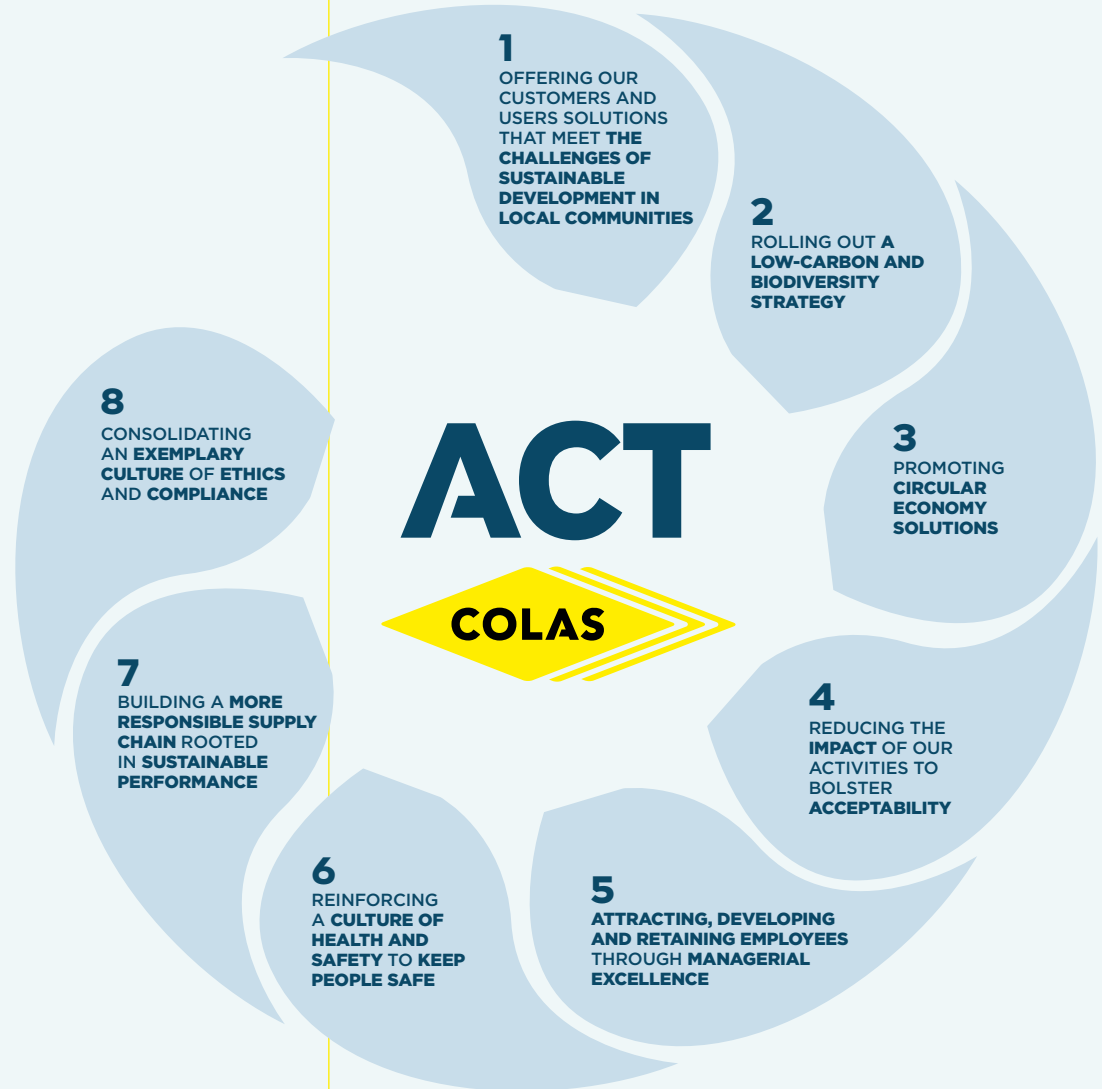 1
OFFERING OUR
CUSTOMERS AND
USERS SOLUTIONS
THAT MEET THE
CHALLENGES OF
SUSTAINABLE
DEVELOPMENT IN
LOCAL COMMUNITIES
2
ROLLING OUT A
LOW-CARBON AND
BIODIVERSITY
STRATEGY
3
PROMOTING
CIRCULAR
ECONOMY
SOLUTIONS
4
REDUCING THE
IMPACT OF OUR
ACTIVITIES TO
BOLSTER
ACCEPTABILITY
5
ATTRACTING, DEVELOPING
AND RETAINING EMPLOYEES
THROUGH MANAGERIAL
EXCELLENCE
6
REINFORCING
A CULTURE OF
HEALTH AND
SAFETY TO KEEP
PEOPLE SAFE
7
BUILDING A MORE
RESPONSIBLE SUPPLY
CHAIN ROOTED
IN SUSTAINABLE
PERFORMANCE
8
CONSOLIDATING
AN EXEMPLARY
CULTURE OF ETHICS
AND COMPLIANCE
ACT
COLAS